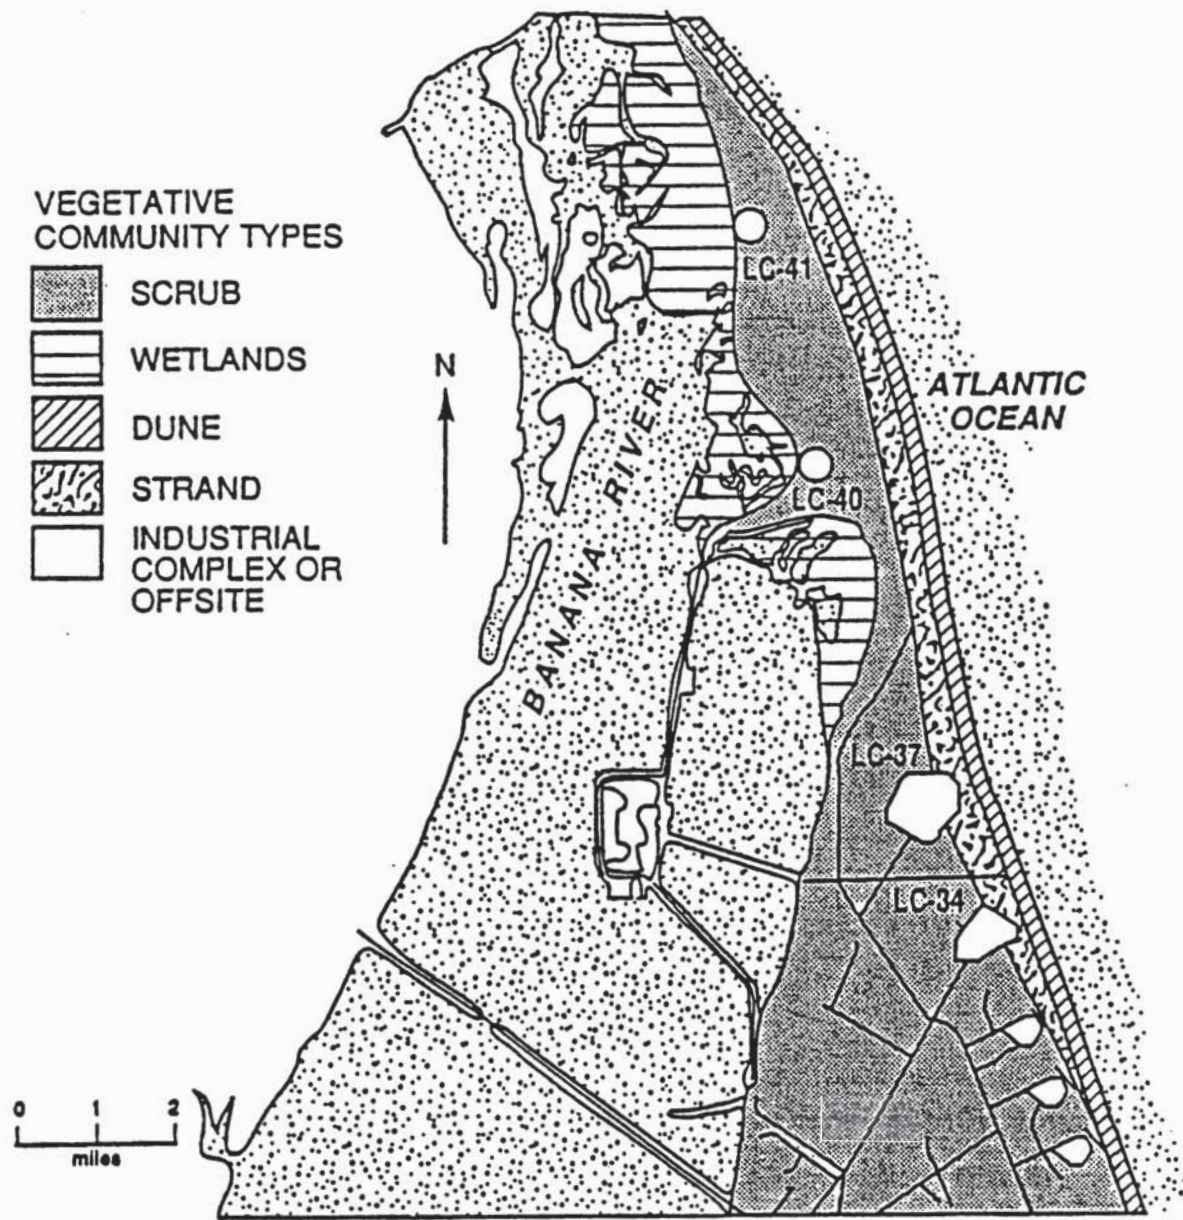 VEGETATIVE
COMMUNITY TYPES
SCRUB
WETLANDS
DUNE
STRAND
INDUSTRIAL
COMPLEX OR
OFFSITE
N
BANANA RIVER
LC-41
ATLANTIC
OCEAN
LC-40
LC-37
LC-34
0 1 2
miles